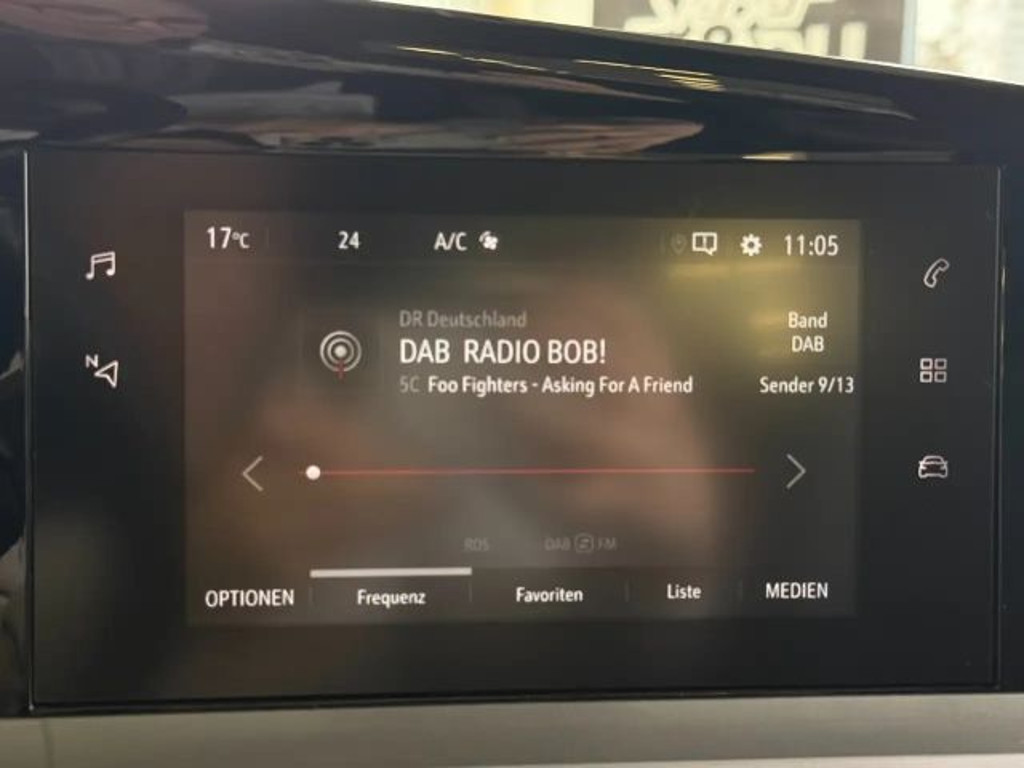 17°C 24 A/C 11:05
N
DR Deutschland
DAB RADIO BOB!
5C Foo Fighters - Asking For A Friend
Band
DAB
Sender 9/13
RDS DAB FM
OPTIONEN Frequenz Favoriten Liste MEDIEN